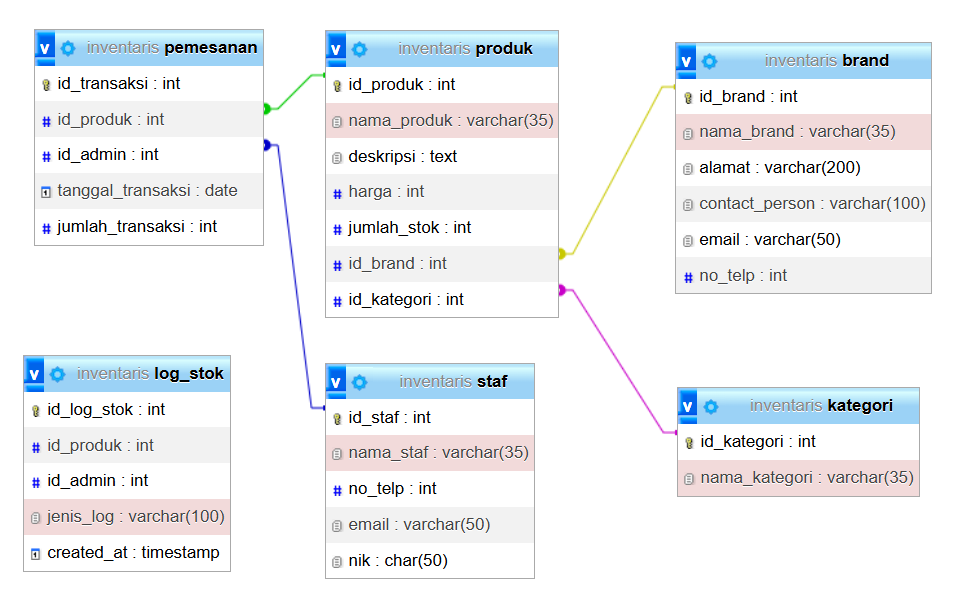 v inventaris pemesanan
id_transaksi : int
# id_produk : int
# id_admin : int
tanggal_transaksi : date
# jumlah_transaksi : int
v inventaris produk
id_produk : int
nama_produk : varchar(35)
deskripsi : text
# harga : int
# jumlah_stok : int
# id_brand : int
# id_kategori : int
v inventaris brand
id_brand : int
nama_brand : varchar(35)
alamat : varchar(200)
contact_person : varchar(100)
email : varchar(50)
# no_telp : int
v inventaris log_stok
id_log_stok : int
# id_produk : int
# id_admin : int
jenis_log : varchar(100)
created_at : timestamp
v inventaris staf
id_staf : int
nama_staf : varchar(35)
# no_telp : int
email : varchar(50)
nik : char(50)
v inventaris kategori
id_kategori : int
nama_kategori : varchar(35)